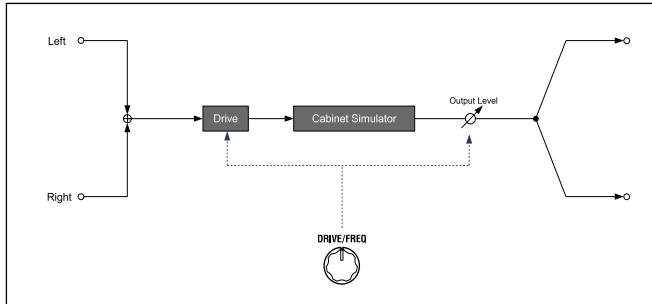 Left
Output Level
Drive
Cabinet Simulator
Right
DRIVE/FREQ